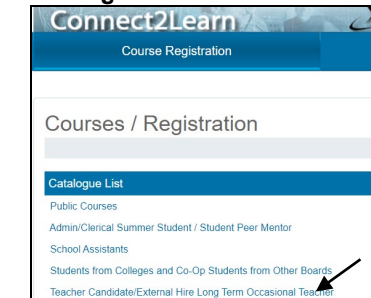 Connect2Learn
Course Registration
Courses / Registration
Catalogue List
Public Courses
Admin/Clerical Summer Student / Student Peer Mentor
School Assistants
Students from Colleges and Co-Op Students from Other Boards
Teacher Candidate/External Hire Long Term Occasional Teacher